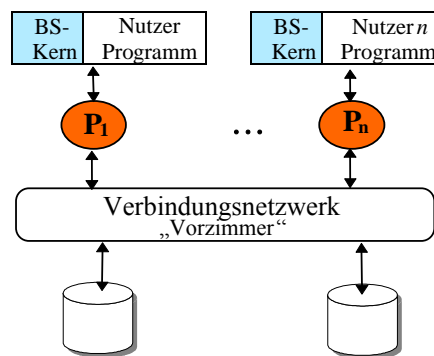 BS-
Kern
Nutzer
Programm
BS-
Kern
Nutzer n
Programm
P1
...
Pn
Verbindungsnetzwerk
„Vorzimmer“